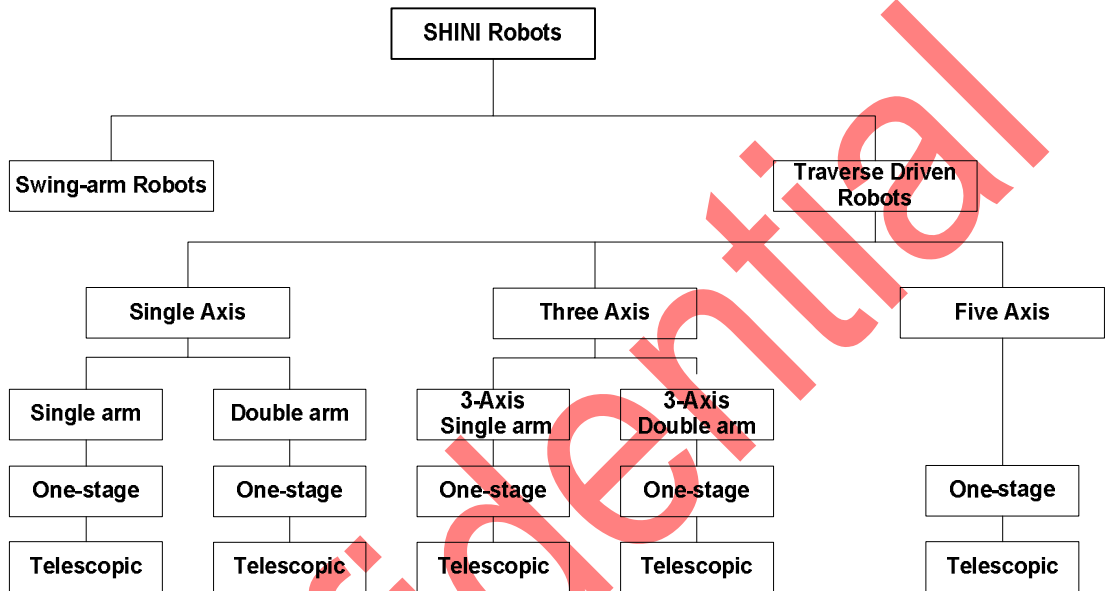 SHINI Robots
Swing-arm Robots
Traverse Driven
Robots
Single Axis
Three Axis
Five Axis
Single arm
Double arm
3-Axis
Single arm
3-Axis
Double arm
One-stage
One-stage
One-stage
One-stage
One-stage
Telescopic
Telescopic
Telescopic
Telescopic
Telescopic
fidential